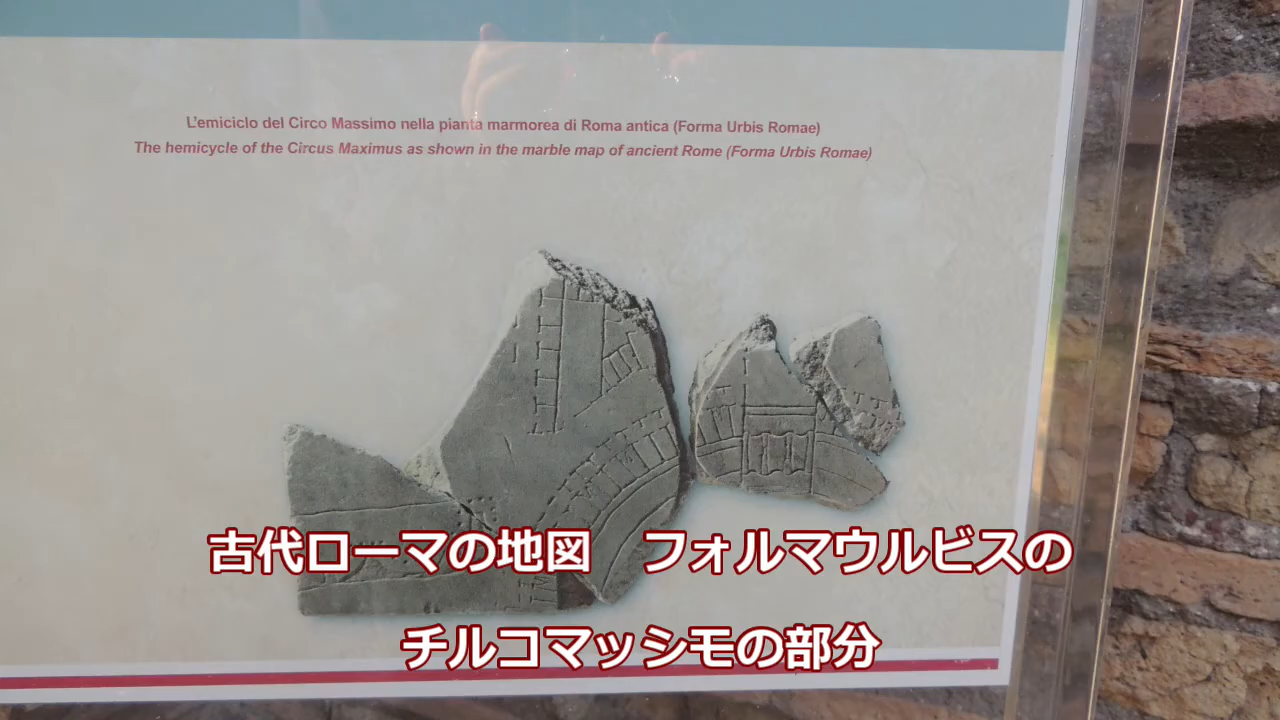 L'emiciclo del Circo Massimo nella pianta marmorea di Roma antica (Forma Urbis Romae)
The hemicycle of the Circus Maximus as shown in the marble map of ancient Rome (Forma Urbis Romae)
古代ローマの地図　フォルマウルビスの
チルコマッシモの部分